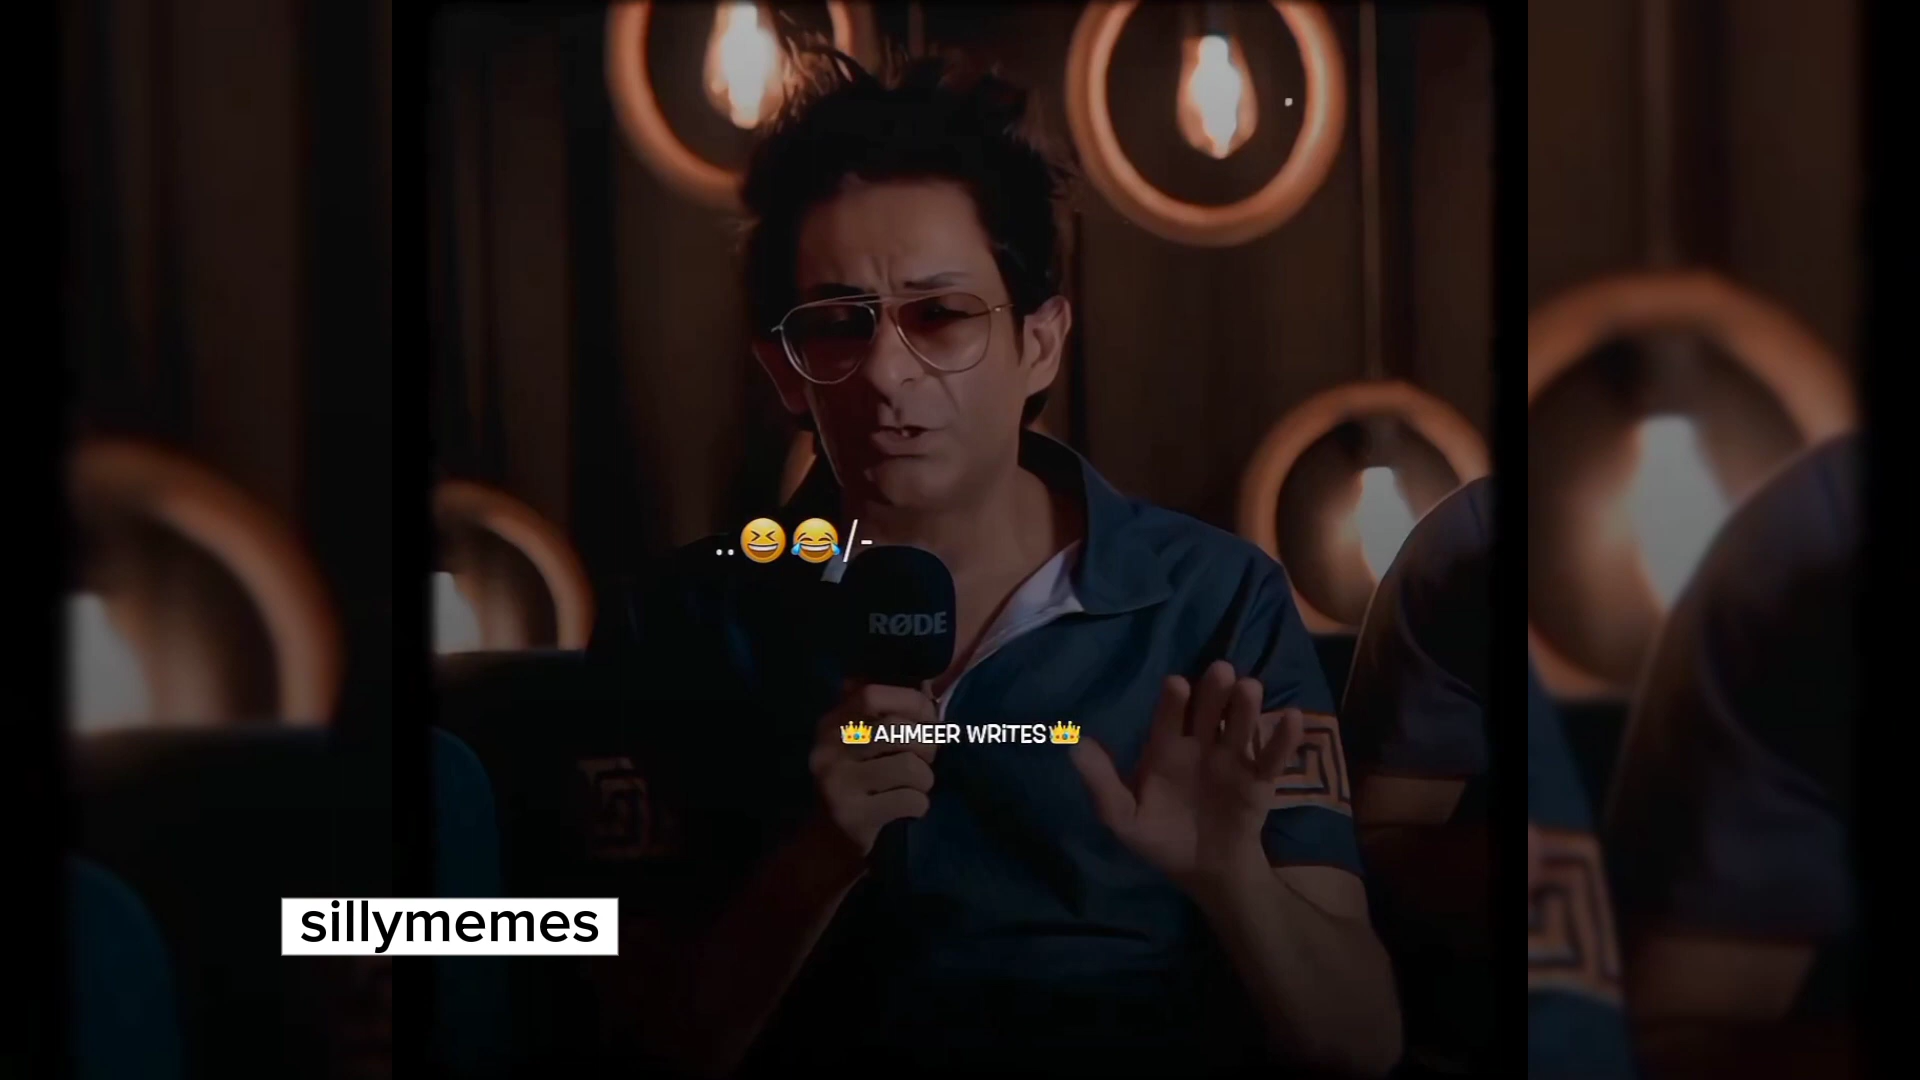 ..😆😂/-
RØDE
👑AHMEER WRITES👑
sillymemes